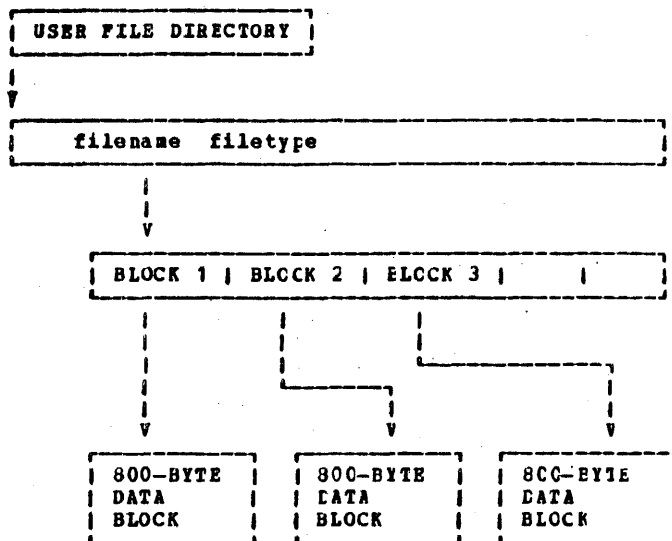 USER FILE DIRECTORY
filename filetype
BLOCK 1 | BLOCK 2 | BLOCK 3 | |
800-BYTE 800-BYTE 800-BYTE
DATA DATA DATA
BLOCK BLOCK BLOCK